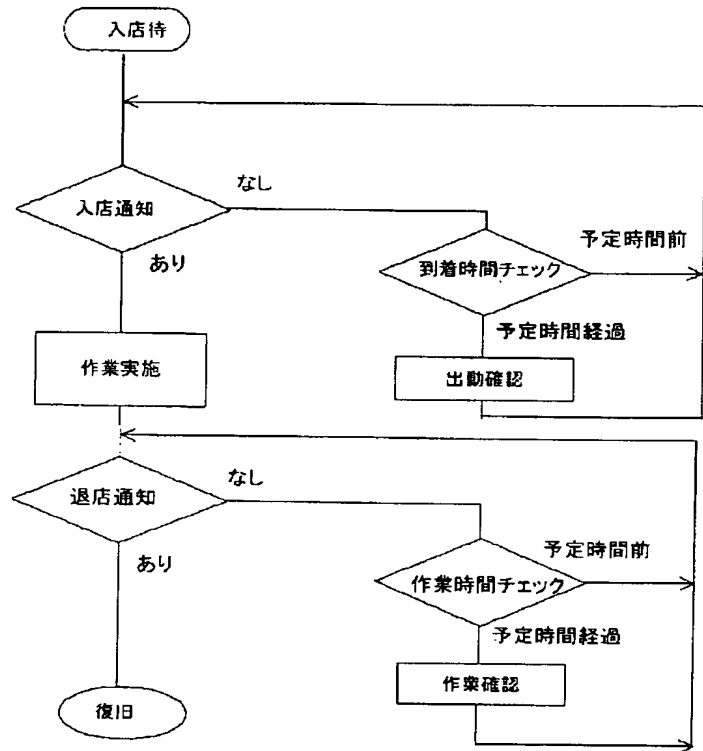 入店待
なし
入店通知
予定時間前
到着時間チェック
あり
予定時間経過
作業実施
出動確認
なし
退店通知
予定時間前
あり
作業時間チェック
予定時間経過
作業確認
復旧